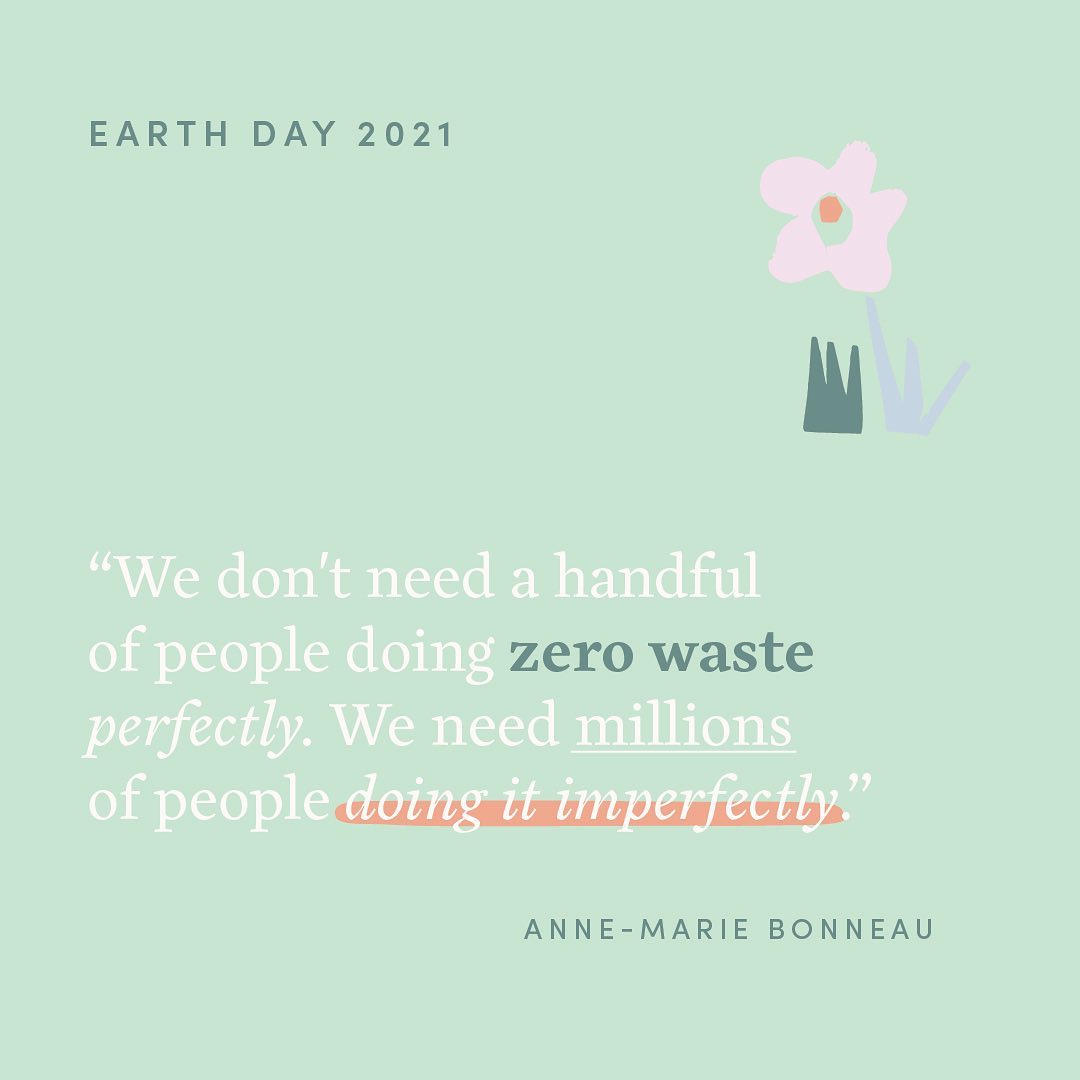 EARTH DAY 2021
“We don't need a handful
of people doing zero waste
perfectly. We need millions
of people doing it imperfectly.”
ANNE-MARIE BONNEAU